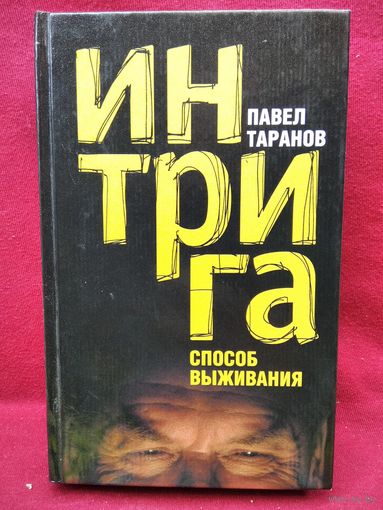 ин
ПАВЕЛ
ТАРАНОВ
три
га
СПОСОБ
ВЫЖИВАНИЯ